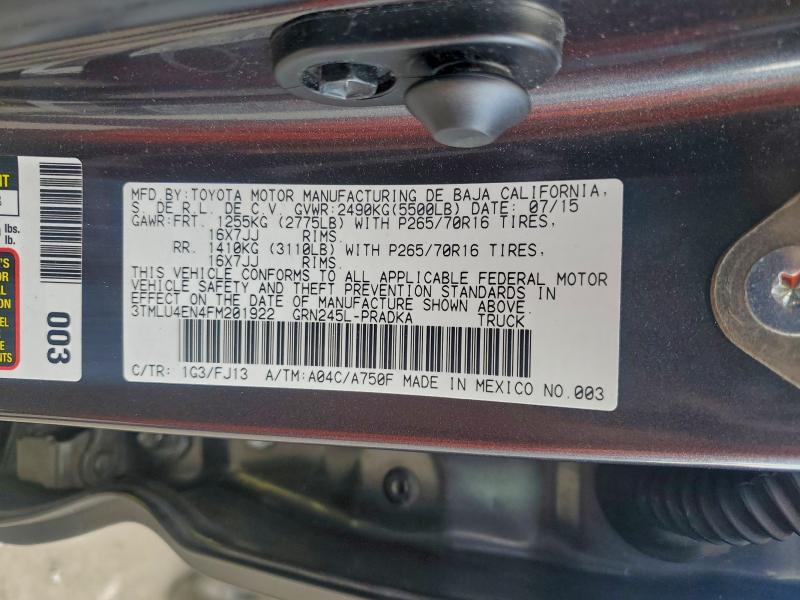 MFD.BY:TOYOTA MOTOR MANUFACTURING DE BAJA CALIFORNIA,
S. DE R.L. DE C.V. GVWR:2490KG(5500LB) DATE: 07/15
GAWR:FRT. 1255KG (2775LB) WITH P265/70R16 TIRES,
16X7JJ RIMS.
RR. 1410KG (3110LB) WITH P265/70R16 TIRES,
16X7JJ RIMS.
THIS VEHICLE CONFORMS TO ALL APPLICABLE FEDERAL MOTOR
VEHICLE SAFETY AND THEFT PREVENTION STANDARDS IN
EFFECT ON THE DATE OF MANUFACTURE SHOWN ABOVE.
3TMLU4EN4FM201922 GRN245L-PRADKA TRUCK
C/TR: 1G3/FJ13 A/TM:A04C/A750F MADE IN MEXICO NO.003
lbs.
lb.
003